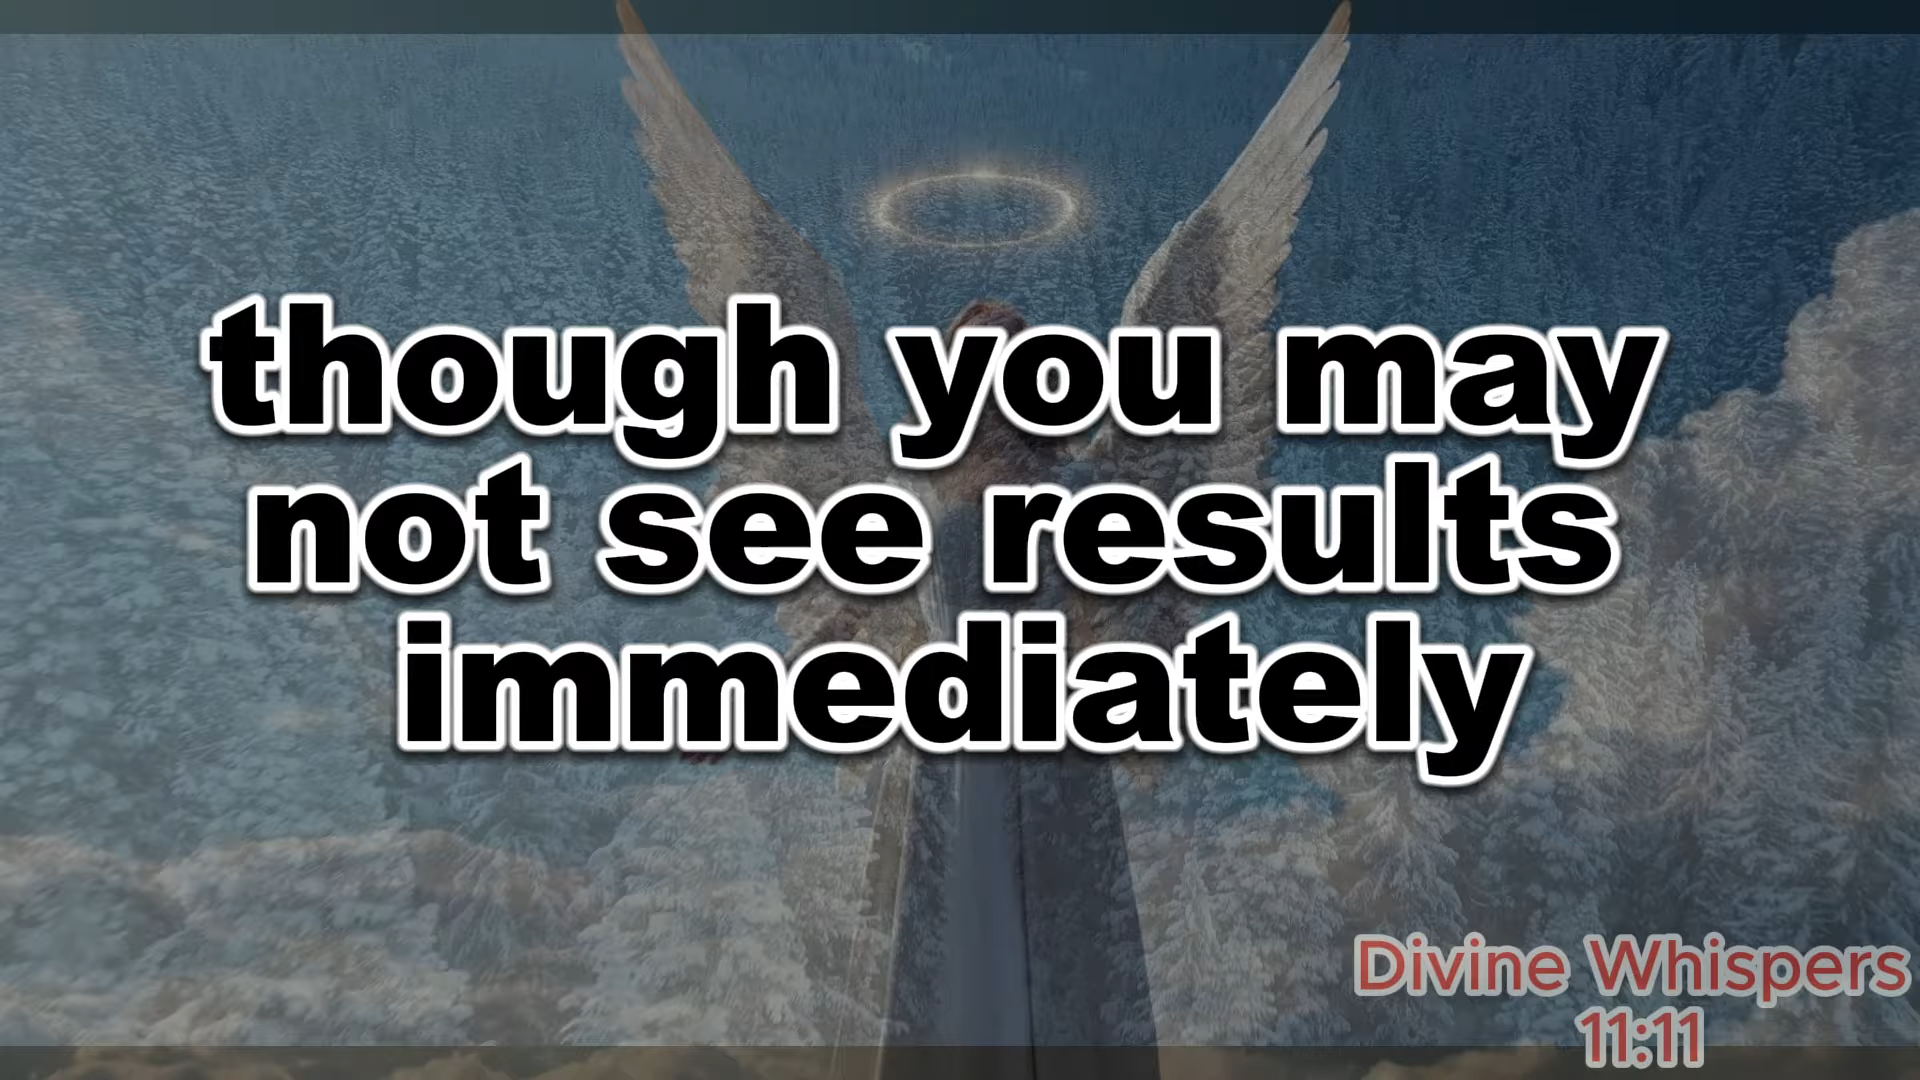 though you may
not see results
immediately
Divine Whispers
11:11